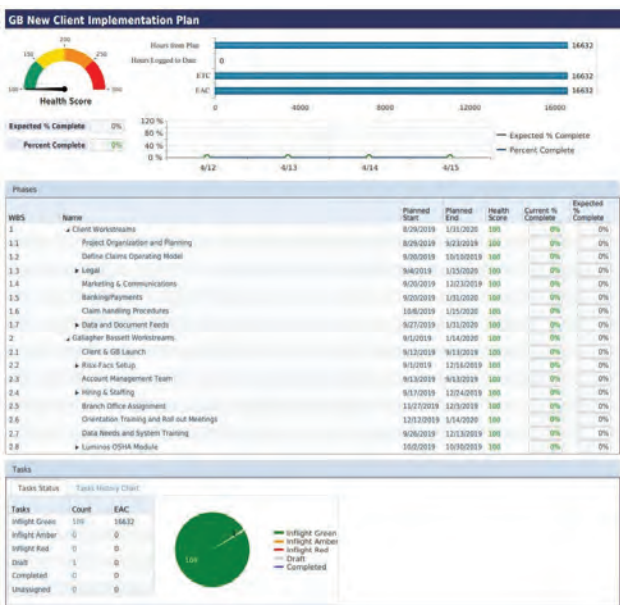 GB New Client Implementation Plan
200
150
250
100
300
Health Score
Hours from Plan
16632
Hours Logged to Date
0
ETC
16632
EAC
16632
0 4000 8000 12000 16000
Expected % Complete 0%
Percent Complete 0%
120 %
80 %
40 %
0 %
4/12 4/13 4/14 4/15
Expected % Complete
Percent Complete
Phases
WBS Name Planned Start Planned End Health Score Current % Complete Expected % Complete
1 Client Workstreams 8/29/2019 1/31/2020 100 0% 0%
1.1 Project Organization and Planning 8/29/2019 9/23/2019 100 0% 0%
1.2 Define Claims Operating Model 9/20/2019 10/10/2019 100 0% 0%
1.3 Legal 9/4/2019 1/15/2020 100 0% 0%
1.4 Marketing & Communications 9/20/2019 12/23/2019 100 0% 0%
1.5 Banking/Payments 9/20/2019 1/31/2020 100 0% 0%
1.6 Claim handling Procedures 10/8/2019 1/15/2020 100 0% 0%
1.7 Data and Document Feeds 9/27/2019 1/31/2020 100 0% 0%
2 Gallagher Bassett Workstreams 9/1/2019 1/14/2020 100 0% 0%
2.1 Client & GB Launch 9/12/2019 9/13/2019 100 0% 0%
2.2 Risx-Facs Setup 9/1/2019 12/16/2019 100 0% 0%
2.3 Account Management Team 9/13/2019 9/13/2019 100 0% 0%
2.4 Hiring & Staffing 9/17/2019 12/24/2019 100 0% 0%
2.5 Branch Office Assignment 11/27/2019 12/3/2019 100 0% 0%
2.6 Orientation Training and Roll out Meetings 12/12/2019 1/14/2020 100 0% 0%
2.7 Data Needs and System Training 9/26/2019 12/13/2019 100 0% 0%
2.8 Luminos OSHA Module 10/2/2019 10/30/2019 100 0% 0%
Tasks
Tasks Status Tasks History Chart
Tasks Count EAC
Inflight Green 109 16632
Inflight Amber 0 0
Inflight Red 0 0
Draft 1 0
Completed 0 0
Unassigned 0 0
109
Inflight Green
Inflight Amber
Inflight Red
Draft
Completed